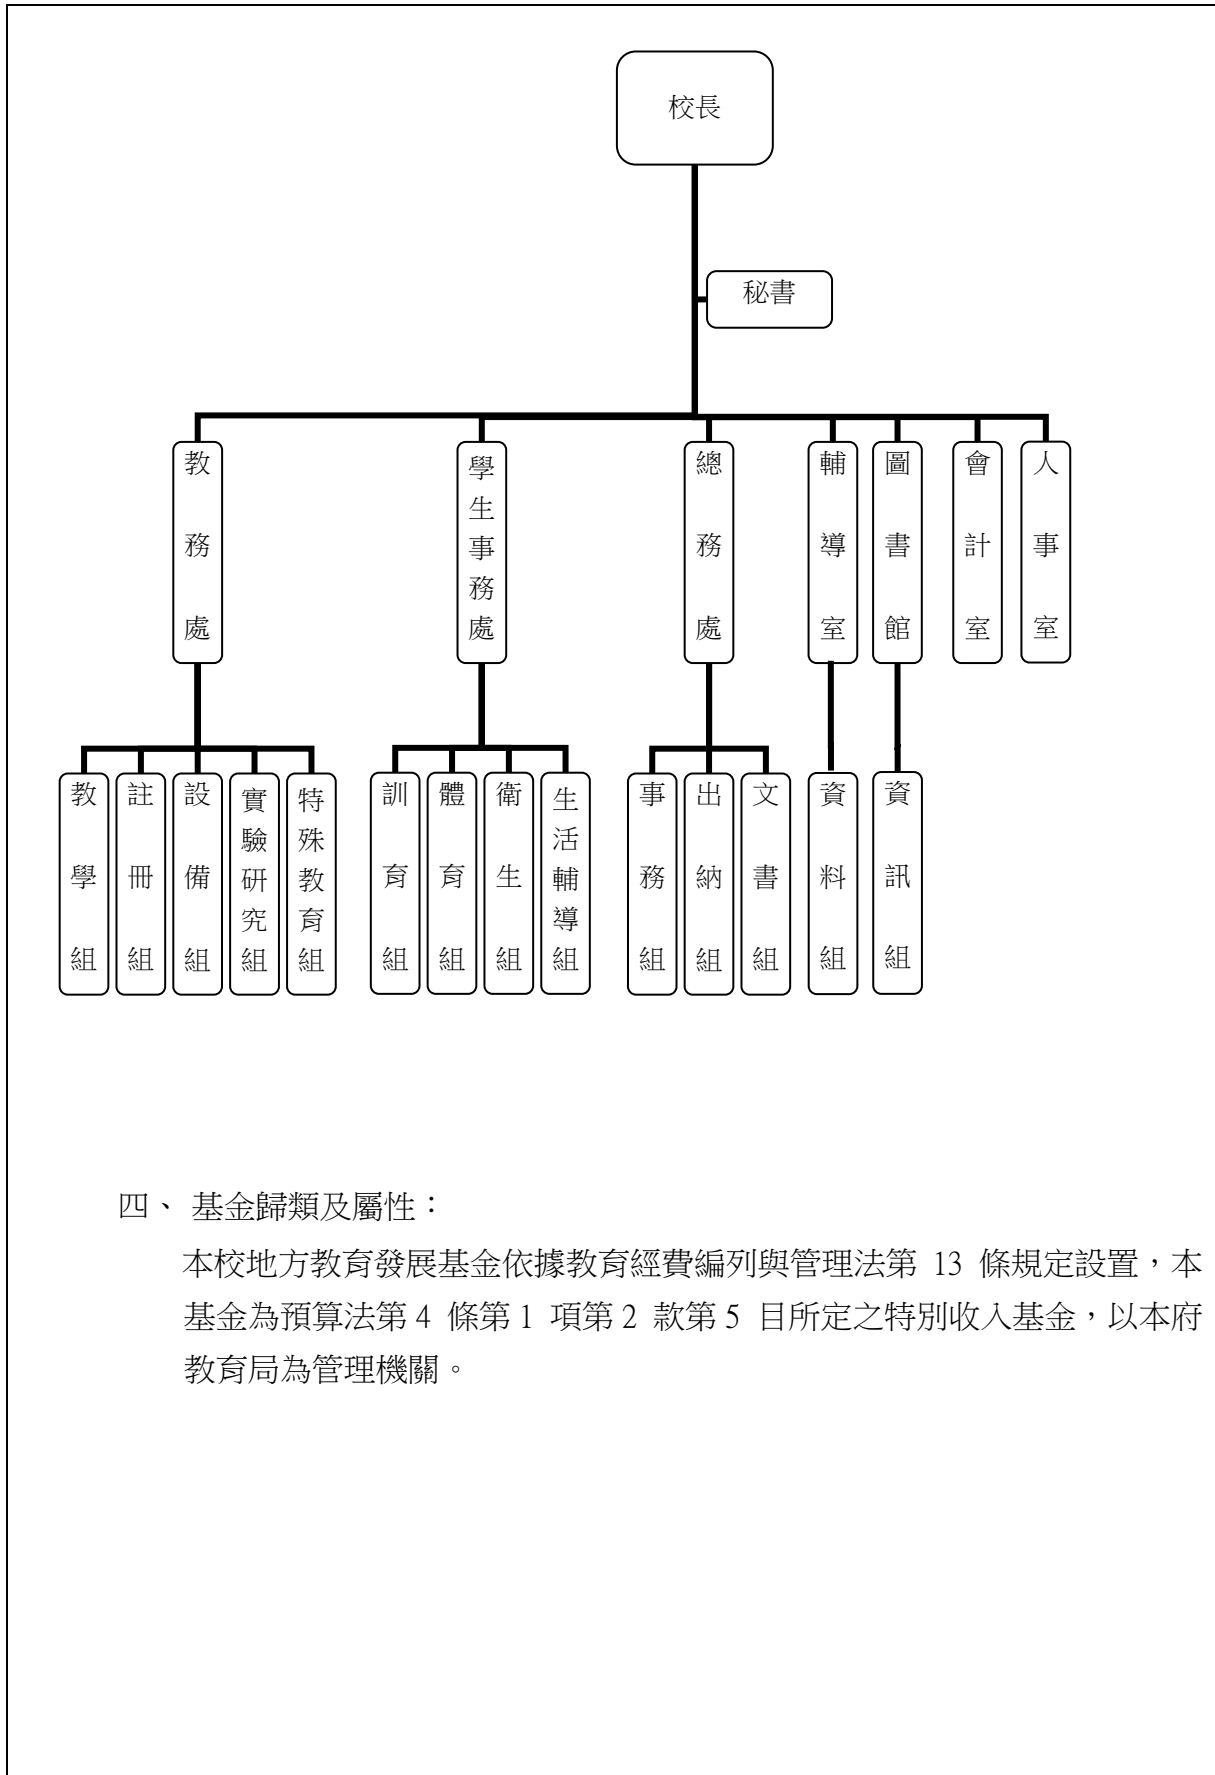 校長
秘書
教務處
學生事務處
總務處
輔導室
圖書館
會計室
人事室
教學組
註冊組
設備組
實驗研究組
特殊教育組
訓育組
體育組
衛生組
生活輔導組
事務組
出納組
文書組
資料組
資訊組
四、 基金歸類及屬性：
本校地方教育發展基金依據教育經費編列與管理法第 13 條規定設置，本
基金為預算法第 4 條第 1 項第 2 款第 5 目所定之特別收入基金，以本府
教育局為管理機關。